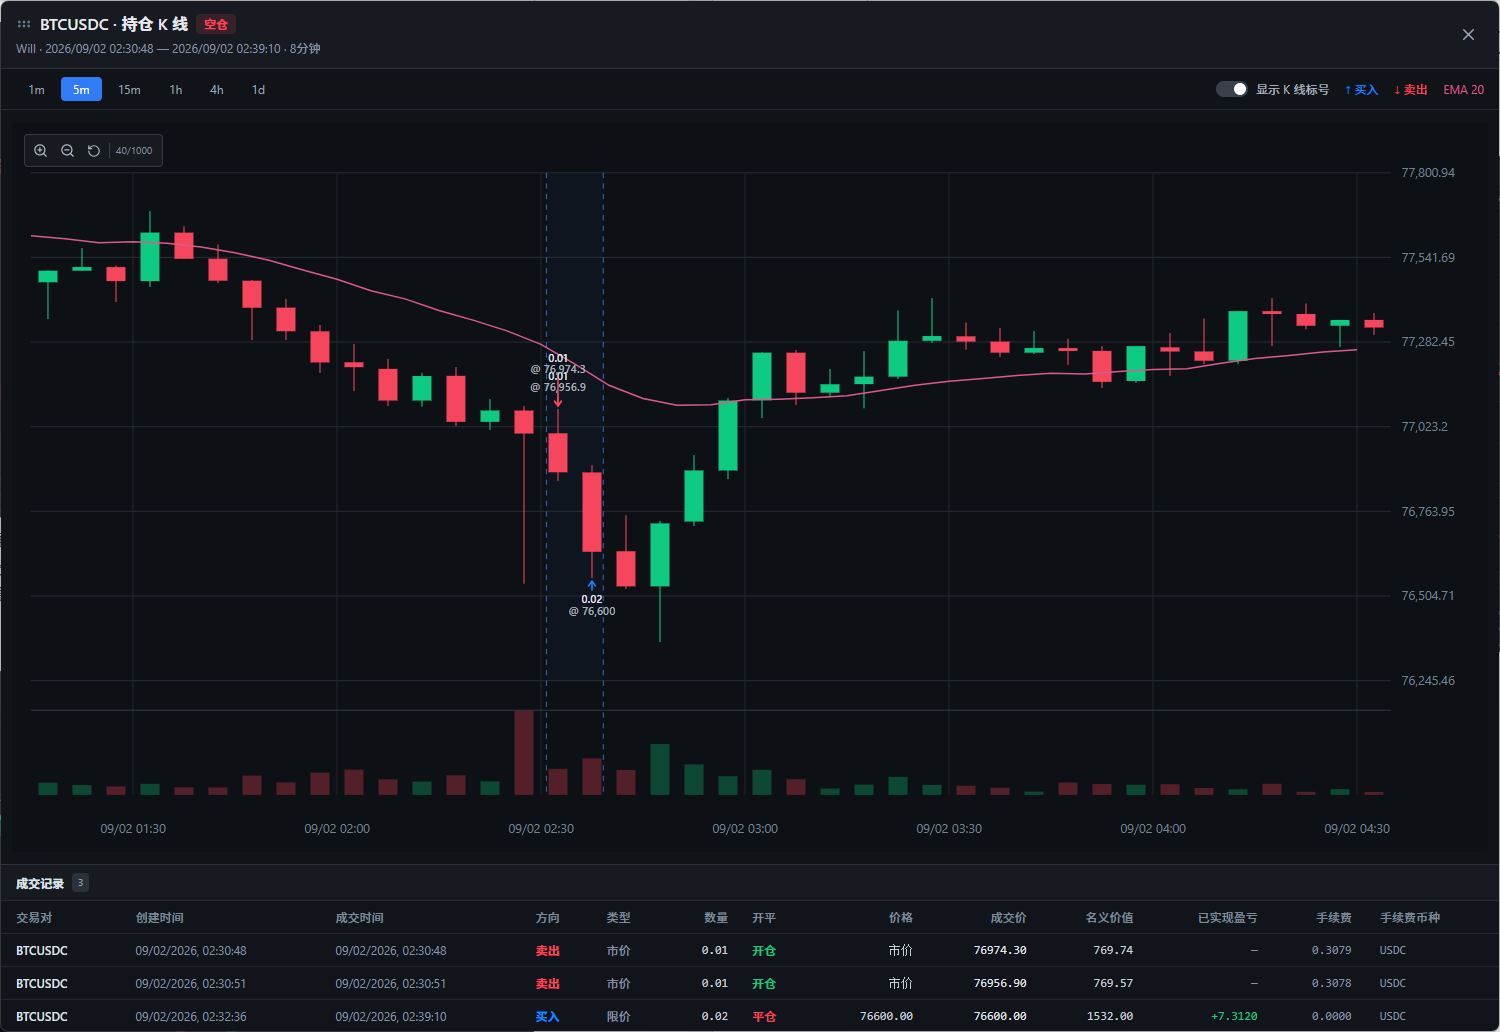 BTCUSDC · 持仓 K 线 空仓
Will · 2026/09/02 02:30:48 — 2026/09/02 02:39:10 · 8分钟
1m 5m 15m 1h 4h 1d 显示 K 线标号 ↑ 买入 ↓ 卖出 EMA 20
40/1000
77,800.94
77,541.69
77,282.45
77,023.2
76,763.95
76,504.71
76,245.46
0.01
@ 76,974.3
0.01
@ 76,956.9
0.02
@ 76,600
09/02 01:30 09/02 02:00 09/02 02:30 09/02 03:00 09/02 03:30 09/02 04:00 09/02 04:30
成交记录 3
交易对 创建时间 成交时间 方向 类型 数量 开平 价格 成交价 名义价值 已实现盈亏 手续费 手续费币种
BTCUSDC 09/02/2026, 02:30:48 09/02/2026, 02:30:48 卖出 市价 0.01 开仓 市价 76974.30 769.74 — 0.3079 USDC
BTCUSDC 09/02/2026, 02:30:51 09/02/2026, 02:30:51 卖出 市价 0.01 开仓 市价 76956.90 769.57 — 0.3078 USDC
BTCUSDC 09/02/2026, 02:32:36 09/02/2026, 02:39:10 买入 限价 0.02 平仓 76600.00 76600.00 1532.00 +7.3120 0.0000 USDC